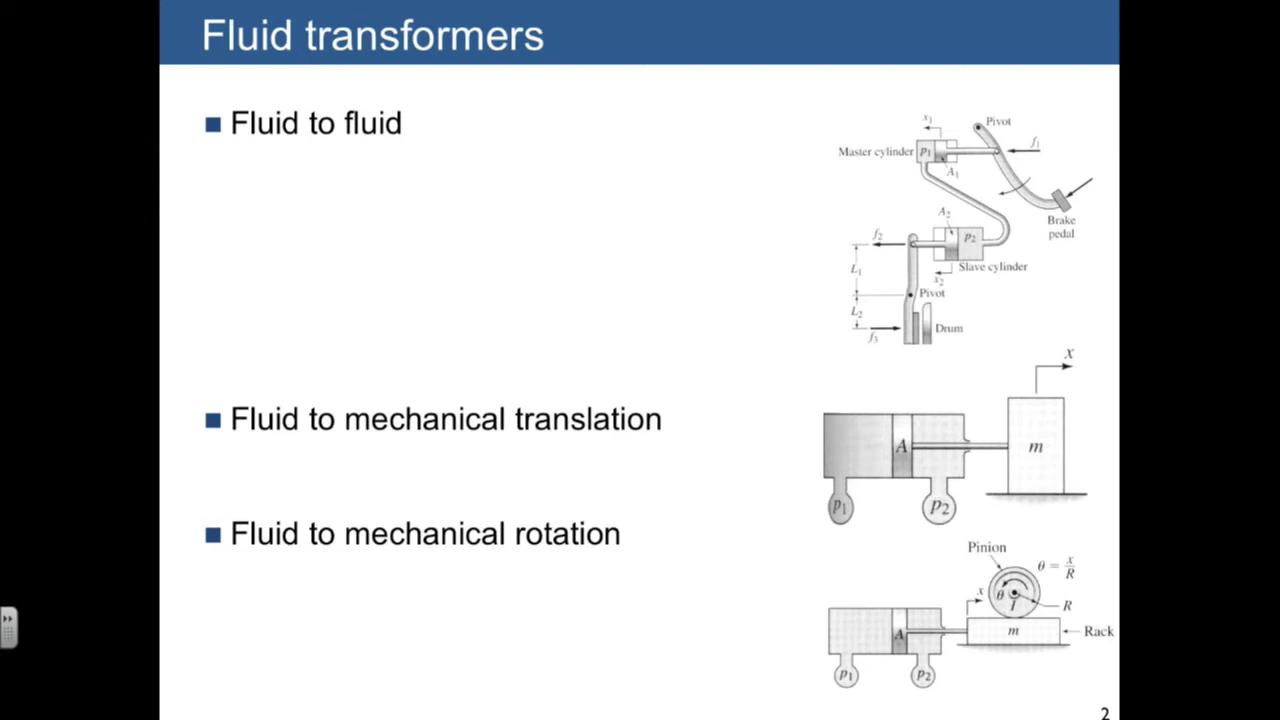 Fluid transformers
Fluid to fluid
x₁
Pivot
f₁
Master cylinder
p₁
A₁
Brake
pedal
A₂
f₂
p₂
Slave cylinder
x₂
L₁
Pivot
L₂
Drum
f₃
Fluid to mechanical translation
x
A
m
p₁
p₂
Fluid to mechanical rotation
Pinion
θ = x/R
x
θ
I
R
A
m
Rack
p₁
p₂
2